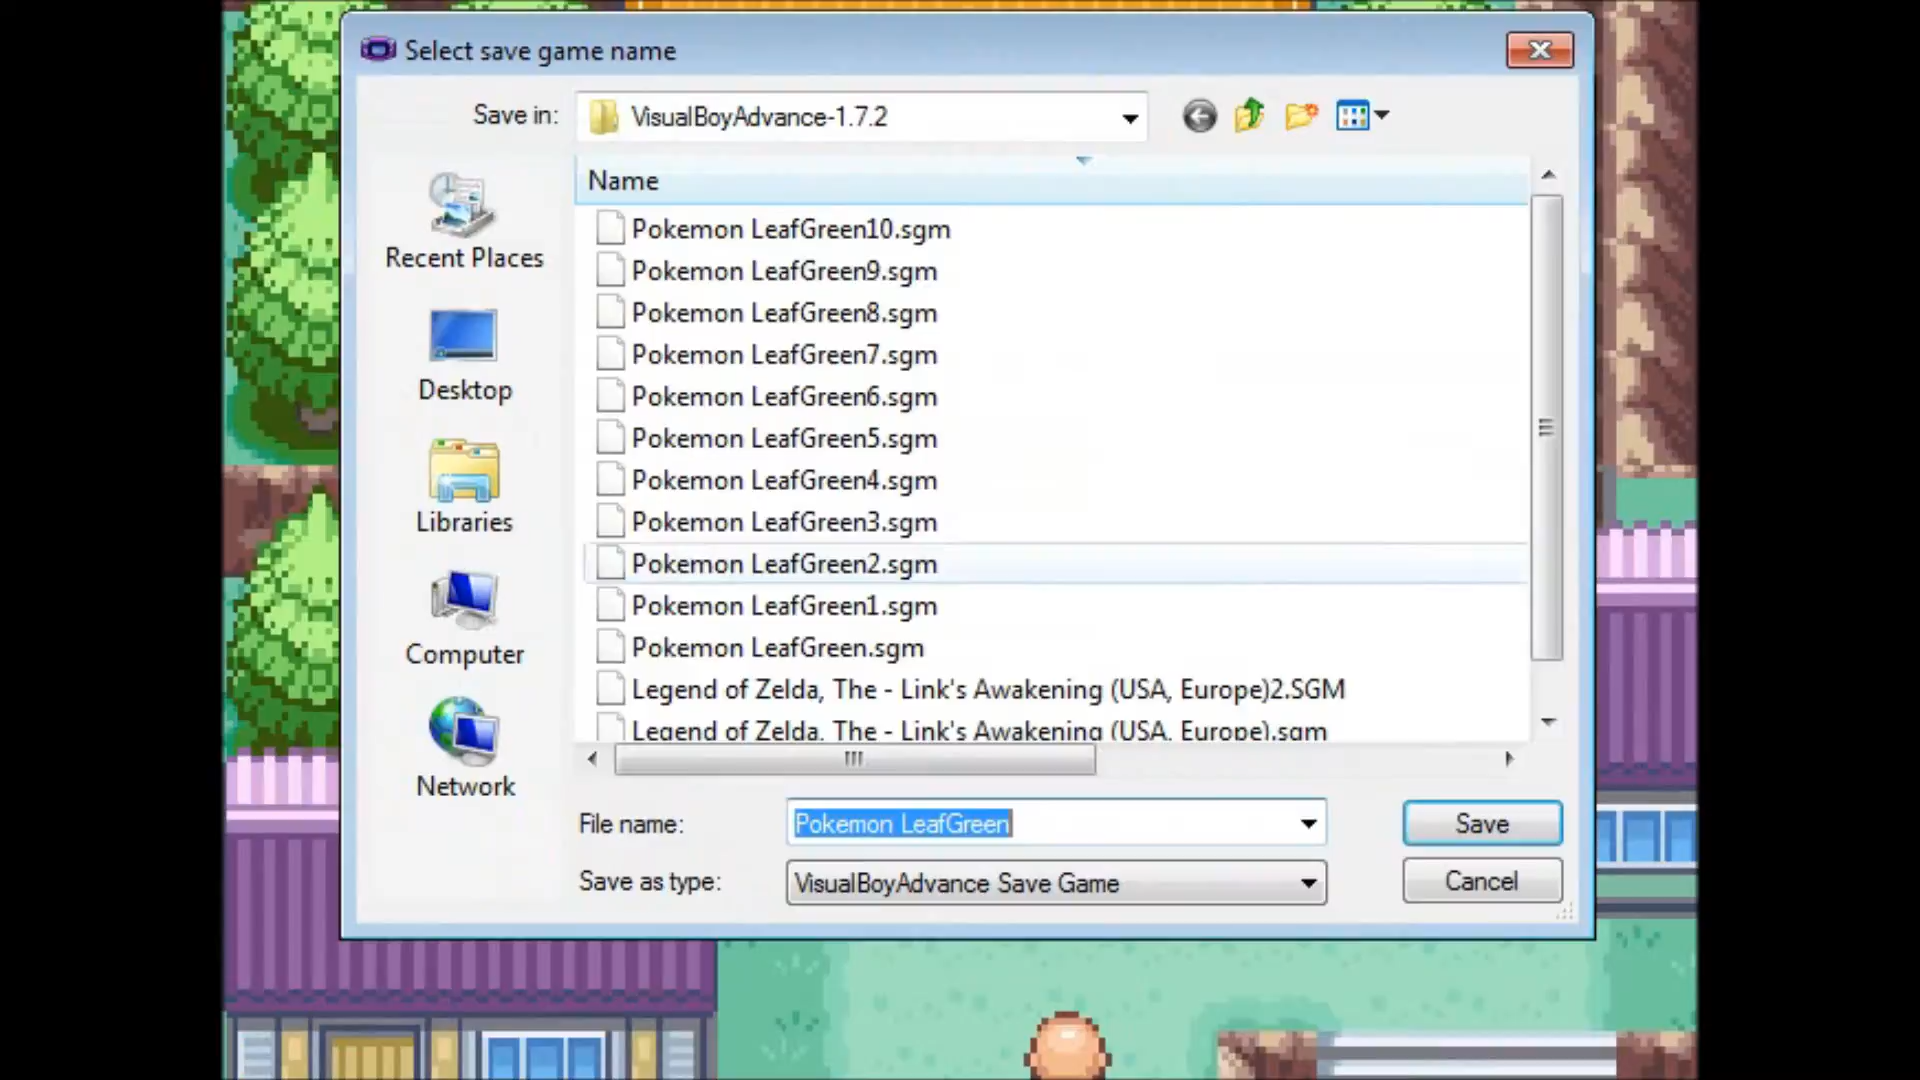 Select save game name
Save in:
VisualBoyAdvance-1.7.2
Name
Recent Places
Desktop
Libraries
Computer
Network
Pokemon LeafGreen10.sgm
Pokemon LeafGreen9.sgm
Pokemon LeafGreen8.sgm
Pokemon LeafGreen7.sgm
Pokemon LeafGreen6.sgm
Pokemon LeafGreen5.sgm
Pokemon LeafGreen4.sgm
Pokemon LeafGreen3.sgm
Pokemon LeafGreen2.sgm
Pokemon LeafGreen1.sgm
Pokemon LeafGreen.sgm
Legend of Zelda, The - Link's Awakening (USA, Europe)2.SGM
Legend of Zelda, The - Link's Awakening (USA, Europe).sgm
File name:
Pokemon LeafGreen
Save
Save as type:
VisualBoyAdvance Save Game
Cancel